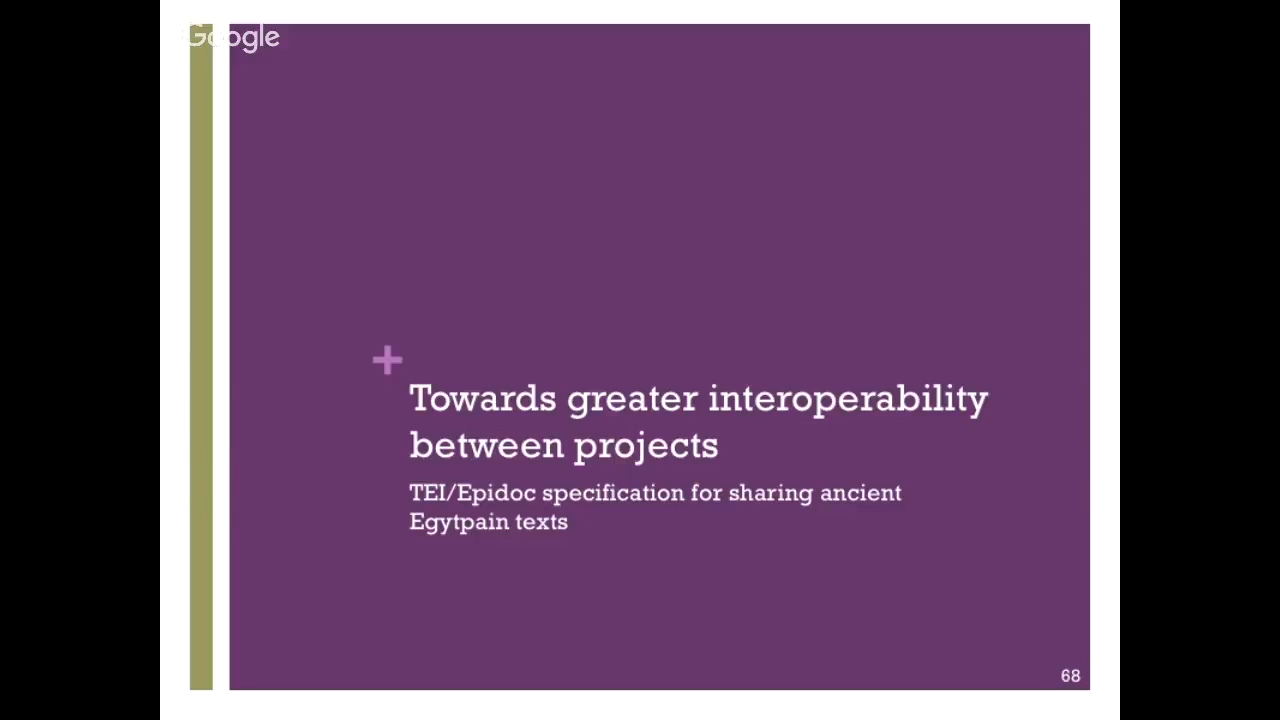 Google
+
Towards greater interoperability
between projects
TEI/Epidoc specification for sharing ancient
Egytpain texts
68